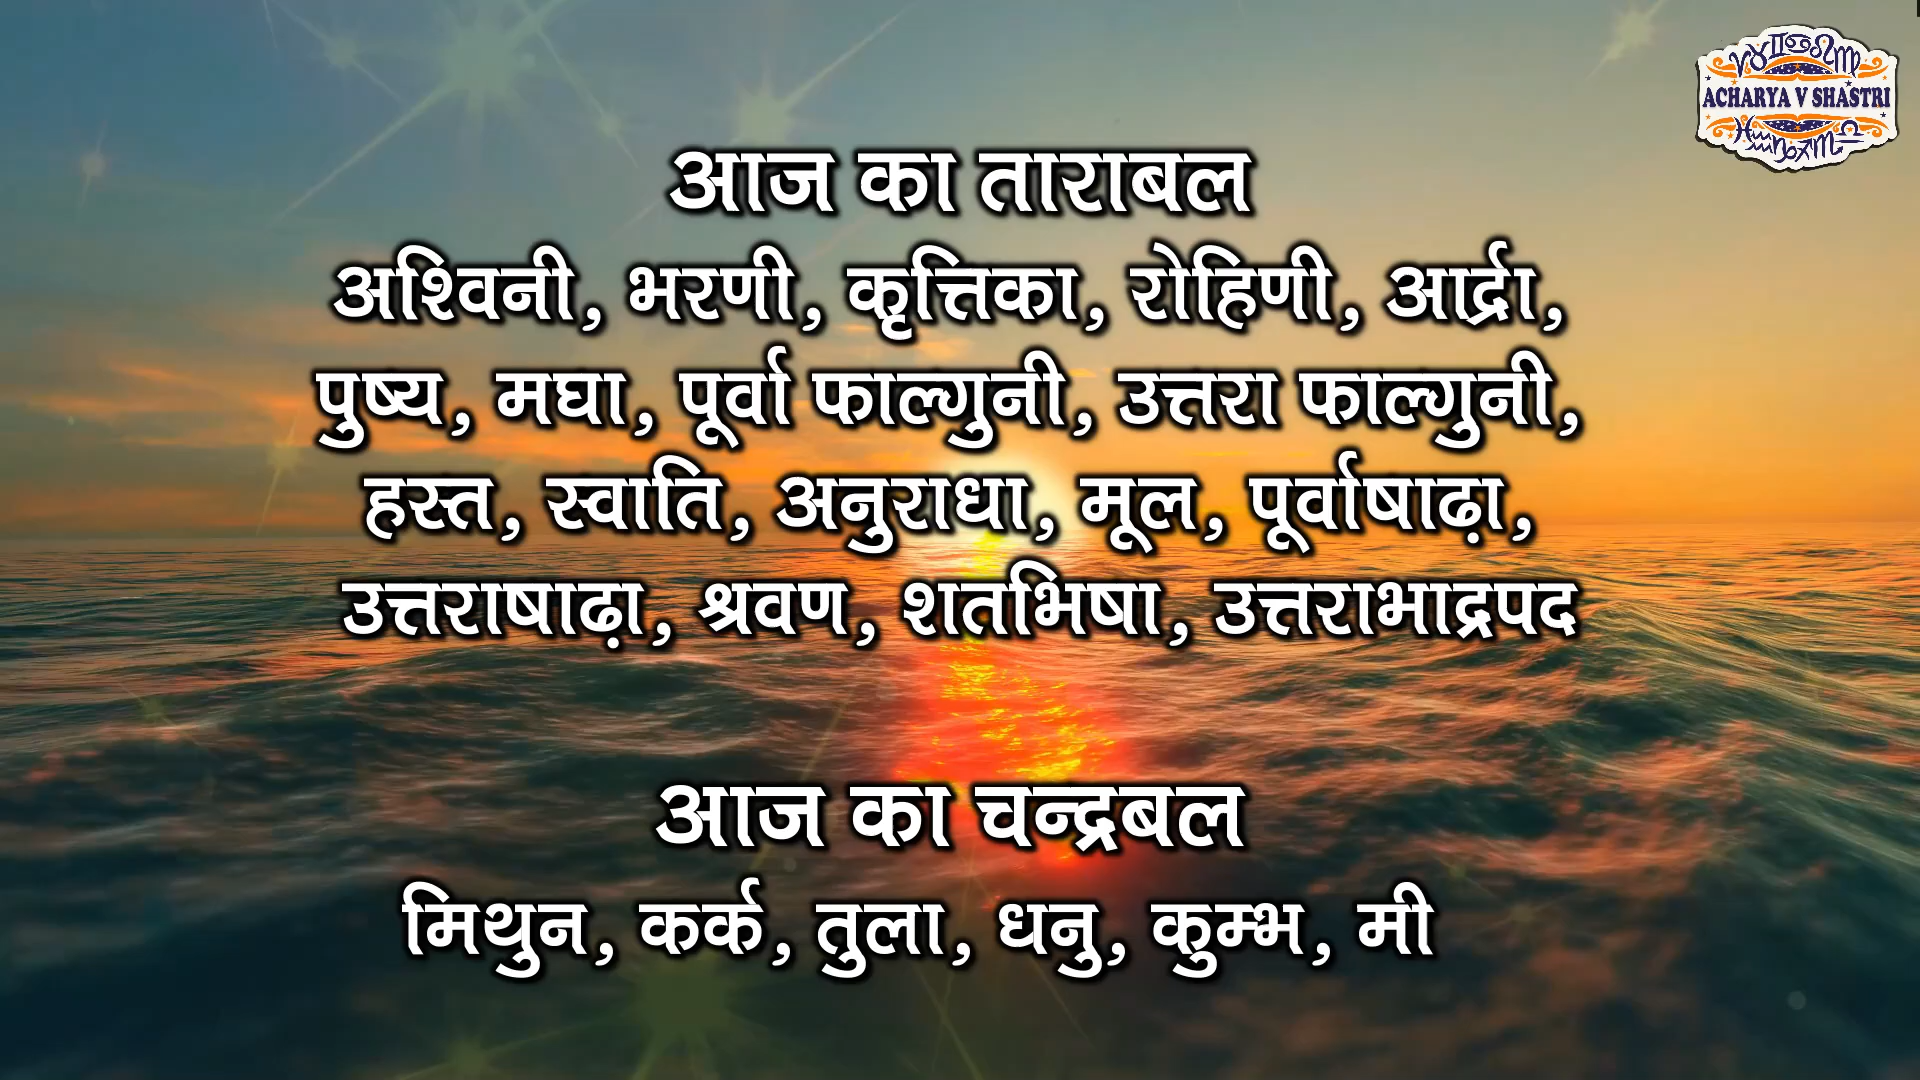 ACHARYA V SHASTRI
आज का ताराबल
अश्विनी, भरणी, कृत्तिका, रोहिणी, आर्द्रा,
पुष्य, मघा, पूर्वा फाल्गुनी, उत्तरा फाल्गुनी,
हस्त, स्वाति, अनुराधा, मूल, पूर्वाषाढ़ा,
उत्तराषाढ़ा, श्रवण, शतभिषा, उत्तराभाद्रपद
आज का चन्द्रबल
मिथुन, कर्क, तुला, धनु, कुम्भ, मी